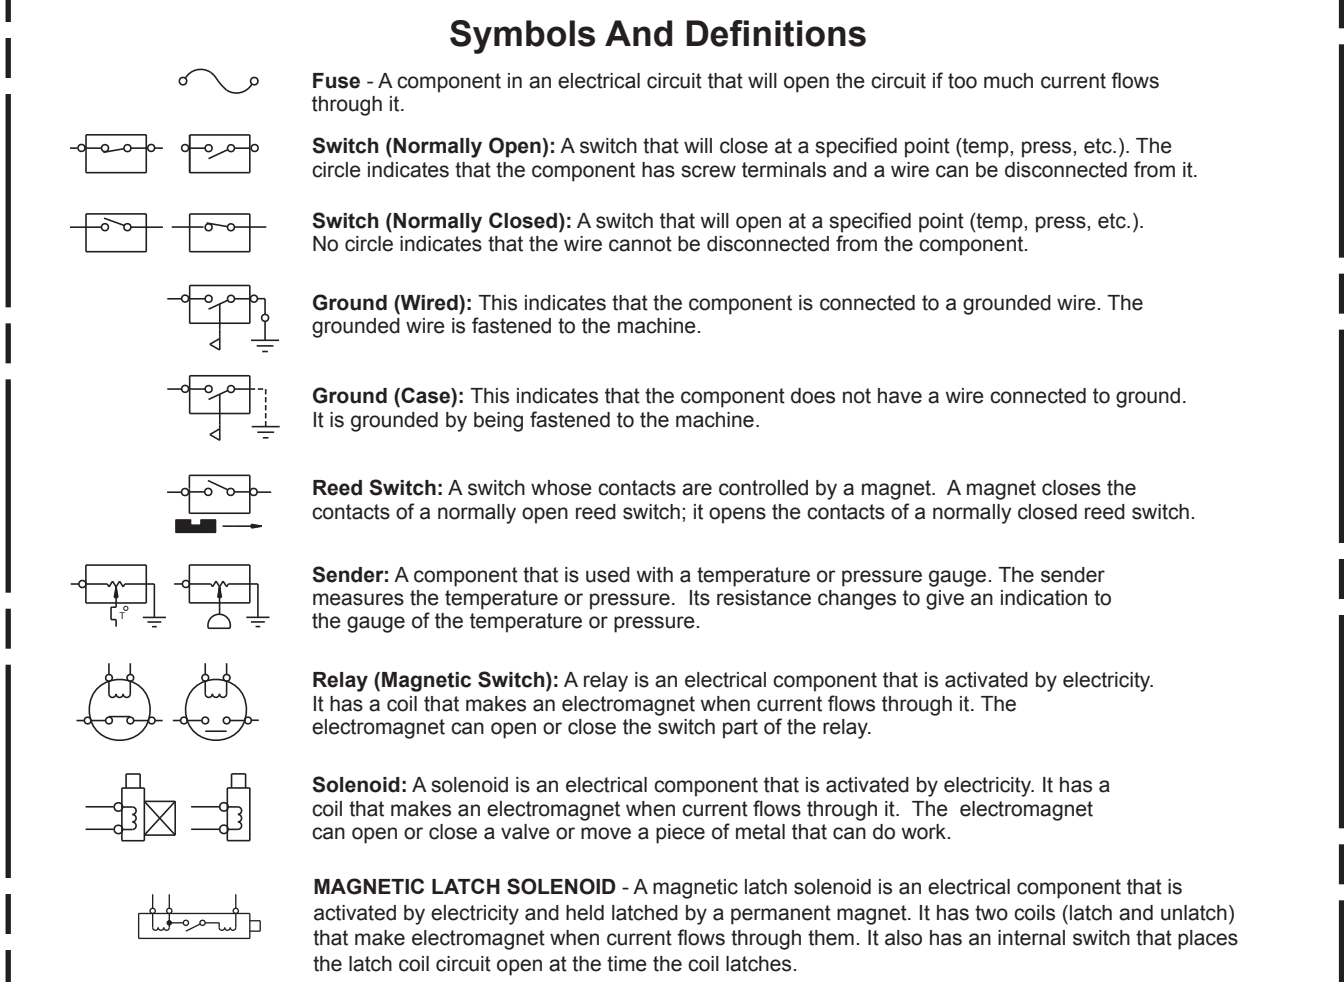 Symbols And Definitions
Fuse - A component in an electrical circuit that will open the circuit if too much current flows
through it.
Switch (Normally Open): A switch that will close at a specified point (temp, press, etc.). The
circle indicates that the component has screw terminals and a wire can be disconnected from it.
Switch (Normally Closed): A switch that will open at a specified point (temp, press, etc.).
No circle indicates that the wire cannot be disconnected from the component.
Ground (Wired): This indicates that the component is connected to a grounded wire. The
grounded wire is fastened to the machine.
Ground (Case): This indicates that the component does not have a wire connected to ground.
It is grounded by being fastened to the machine.
Reed Switch: A switch whose contacts are controlled by a magnet. A magnet closes the
contacts of a normally open reed switch; it opens the contacts of a normally closed reed switch.
Sender: A component that is used with a temperature or pressure gauge. The sender
measures the temperature or pressure. Its resistance changes to give an indication to
the gauge of the temperature or pressure.
T°
Relay (Magnetic Switch): A relay is an electrical component that is activated by electricity.
It has a coil that makes an electromagnet when current flows through it. The
electromagnet can open or close the switch part of the relay.
Solenoid: A solenoid is an electrical component that is activated by electricity. It has a
coil that makes an electromagnet when current flows through it. The electromagnet
can open or close a valve or move a piece of metal that can do work.
MAGNETIC LATCH SOLENOID - A magnetic latch solenoid is an electrical component that is
activated by electricity and held latched by a permanent magnet. It has two coils (latch and unlatch)
that make electromagnet when current flows through them. It also has an internal switch that places
the latch coil circuit open at the time the coil latches.